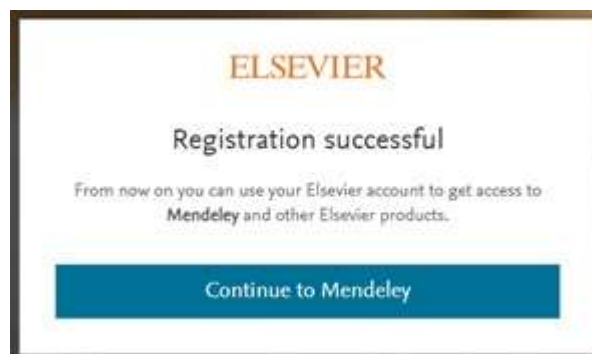 ELSEVIER
Registration successful
From now on you can use your Elsevier account to get access to
Mendeley and other Elsevier products.
Continue to Mendeley